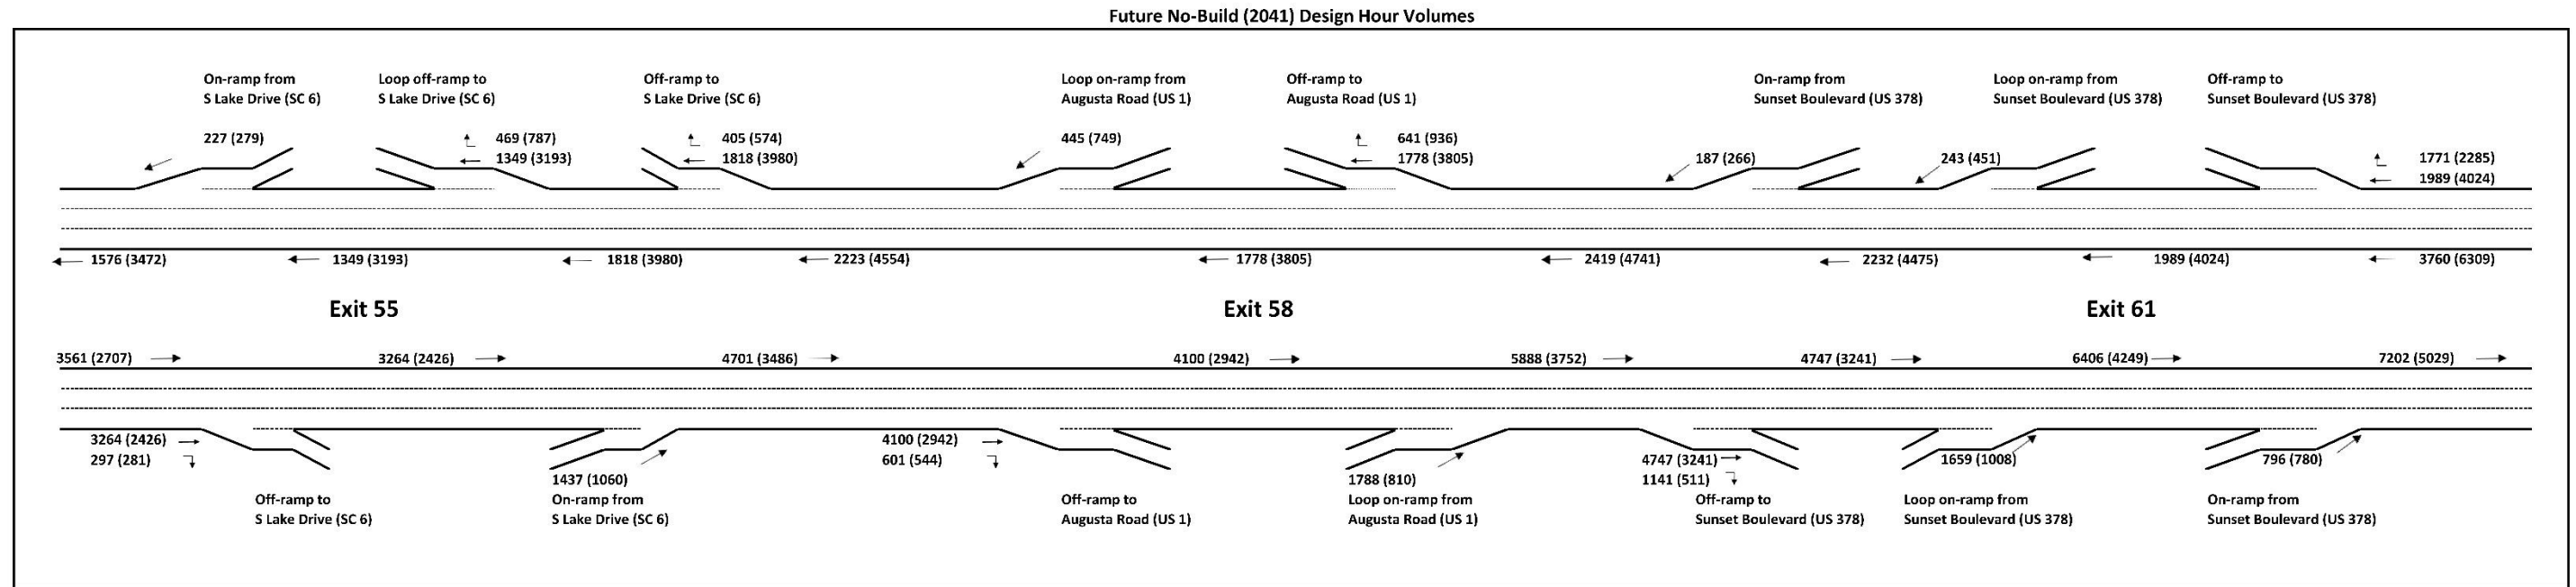 Future No-Build (2041) Design Hour Volumes
On-ramp from
S Lake Drive (SC 6)
Loop off-ramp to
S Lake Drive (SC 6)
Off-ramp to
S Lake Drive (SC 6)
Loop on-ramp from
Augusta Road (US 1)
Off-ramp to
Augusta Road (US 1)
On-ramp from
Sunset Boulevard (US 378)
Loop on-ramp from
Sunset Boulevard (US 378)
Off-ramp to
Sunset Boulevard (US 378)
227 (279)
469 (787)
1349 (3193)
405 (574)
1818 (3980)
445 (749)
641 (936)
1778 (3805)
187 (266)
243 (451)
1771 (2285)
1989 (4024)
1576 (3472)
1349 (3193)
1818 (3980)
2223 (4554)
1778 (3805)
2419 (4741)
2232 (4475)
1989 (4024)
3760 (6309)
Exit 55
Exit 58
Exit 61
3561 (2707)
3264 (2426)
4701 (3486)
4100 (2942)
5888 (3752)
4747 (3241)
6406 (4249)
7202 (5029)
3264 (2426)
297 (281)
1437 (1060)
4100 (2942)
601 (544)
1788 (810)
4747 (3241)
1141 (511)
1659 (1008)
796 (780)
Off-ramp to
S Lake Drive (SC 6)
On-ramp from
S Lake Drive (SC 6)
Off-ramp to
Augusta Road (US 1)
Loop on-ramp from
Augusta Road (US 1)
Off-ramp to
Sunset Boulevard (US 378)
Loop on-ramp from
Sunset Boulevard (US 378)
On-ramp from
Sunset Boulevard (US 378)